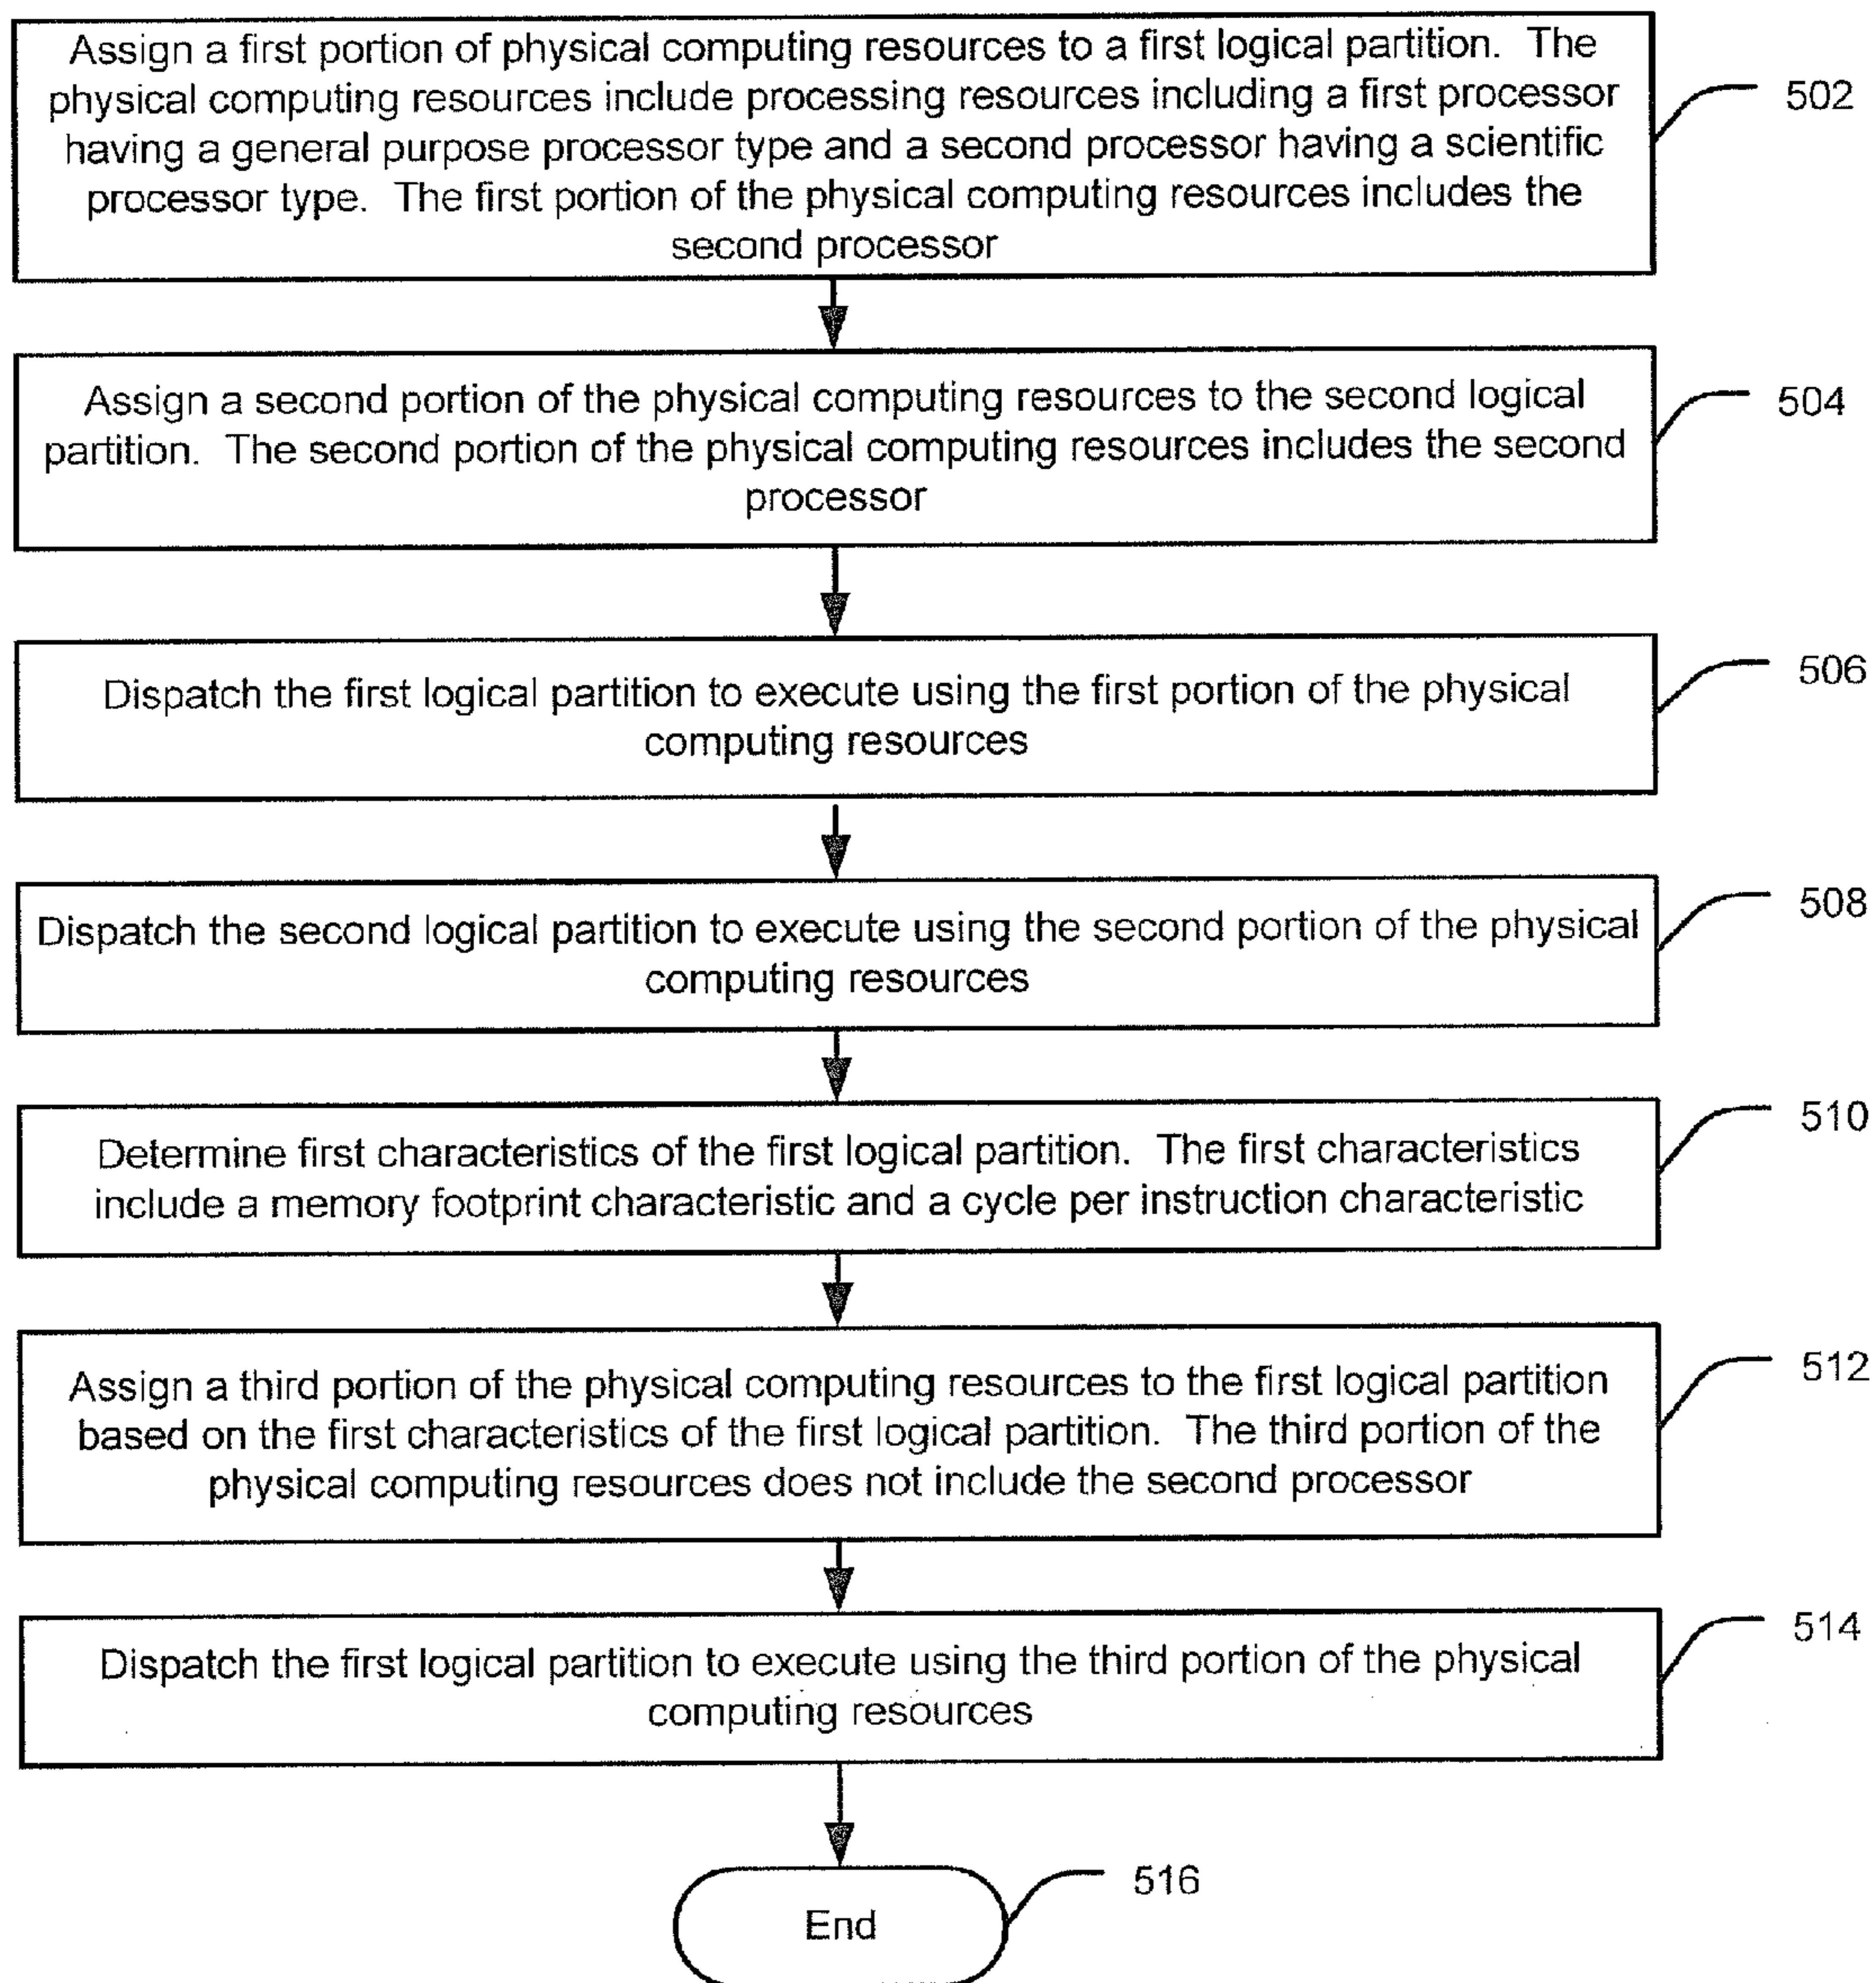 Assign a first portion of physical computing resources to a first logical partition. The
physical computing resources include processing resources including a first processor
having a general purpose processor type and a second processor having a scientific
processor type. The first portion of the physical computing resources includes the
second processor
502
Assign a second portion of the physical computing resources to the second logical
partition. The second portion of the physical computing resources includes the second
processor
504
Dispatch the first logical partition to execute using the first portion of the physical
computing resources
506
Dispatch the second logical partition to execute using the second portion of the physical
computing resources
508
Determine first characteristics of the first logical partition. The first characteristics
include a memory footprint characteristic and a cycle per instruction characteristic
510
Assign a third portion of the physical computing resources to the first logical partition
based on the first characteristics of the first logical partition. The third portion of the
physical computing resources does not include the second processor
512
Dispatch the first logical partition to execute using the third portion of the physical
computing resources
514
End
516